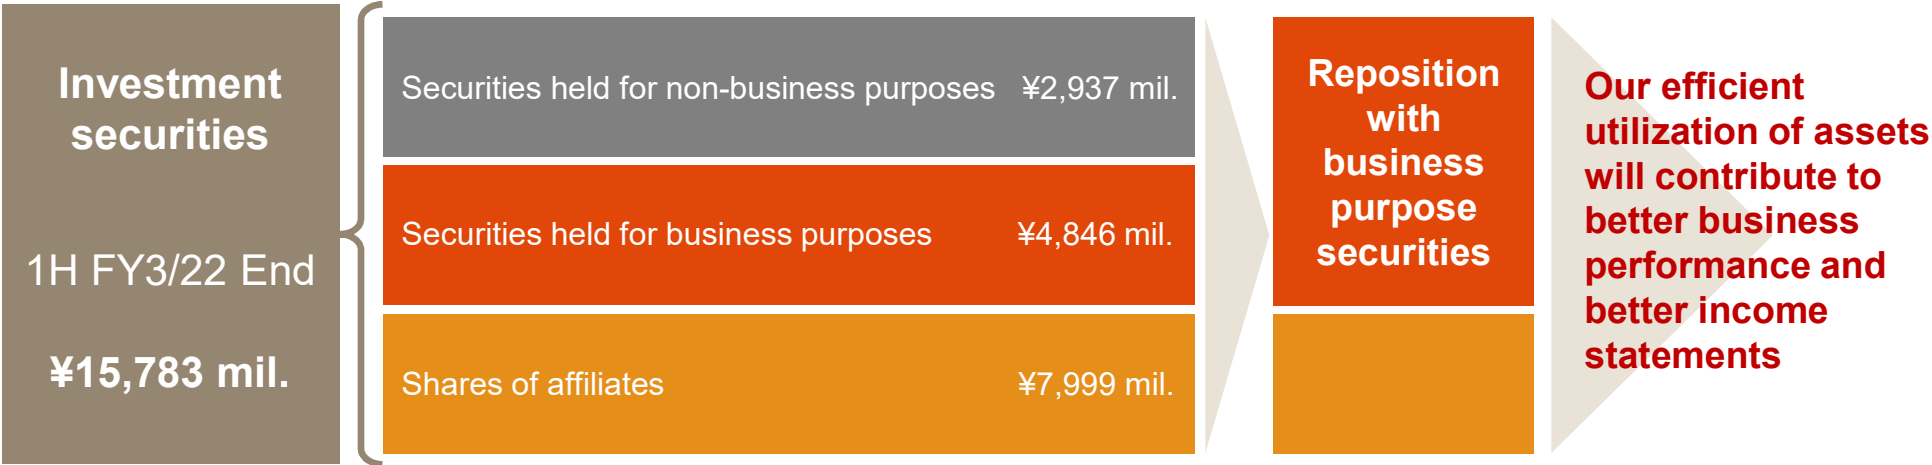 Investment
securities
1H FY3/22 End
¥15,783 mil.
Securities held for non-business purposes ¥2,937 mil.
Securities held for business purposes ¥4,846 mil.
Shares of affiliates ¥7,999 mil.
Reposition
with
business
purpose
securities
Our efficient
utilization of assets
will contribute to
better business
performance and
better income
statements